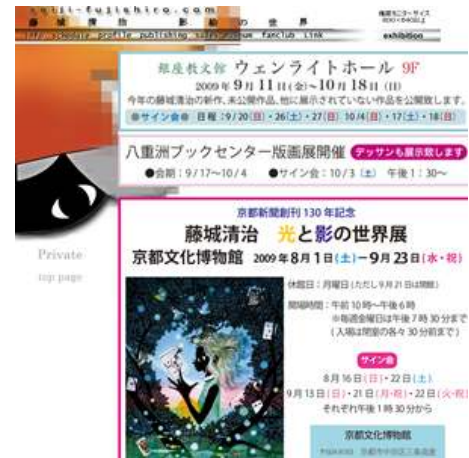 seiji-fujishiro.com
藤城清治 影絵の世界
info schedule profile publishing sales museum fanclub Link
推奨モニターサイズ
exhibition
銀座教文館 ウェンライトホール 9F
2009年9月11日(金)～10月18日(日)
今年の藤城清治の新作、未公開作品、他に展示されていない作品を公開致します。
●サイン会● 日程:9/20(日)・26(土)・27(日) 10/4(日)・17(土)・18(日)
八重洲ブックセンター版画展開催 デッサンも展示致します
●会期:9/17～10/4 ●サイン会:10/3 (土) 午後1:30～
京都新聞創刊130年記念
藤城清治 光と影の世界展
京都文化博物館 2009年8月1日(土)ー9月23日(水・祝)
Private
top page
休館日:月曜日(ただし9月21日は開館)
開場時間:午前10時～午後6時
※毎週金曜日は午後7時30分まで
(入場は閉室の各々30分前まで)
サイン会
8月16日(日)・22日(土)
9月13日(日)・21日(月・祝)・22日(火・祝)
それぞれ午後1時30分から
京都文化博物館